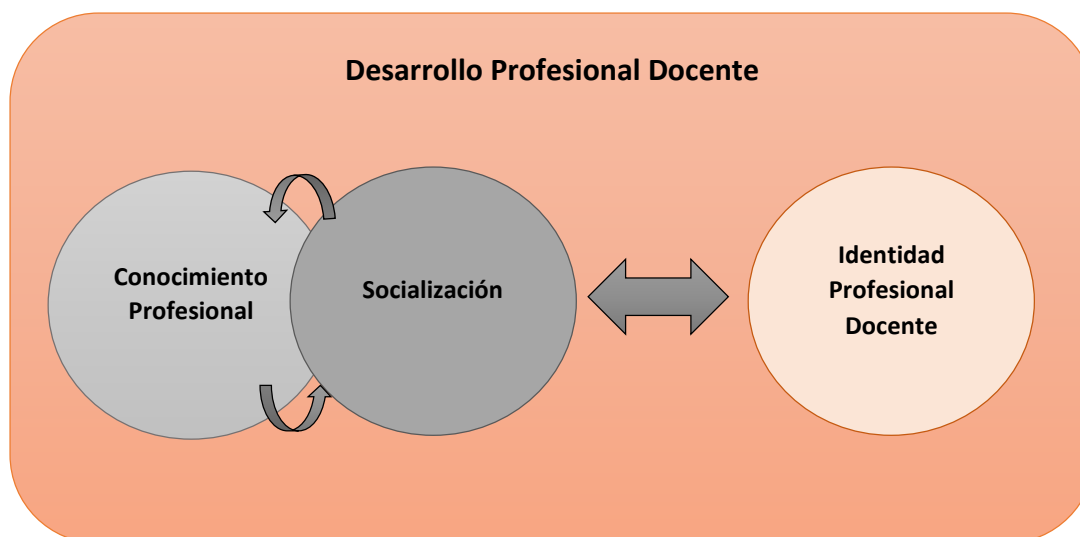 Desarrollo Profesional Docente
Conocimiento
Profesional
Socialización
Identidad
Profesional
Docente